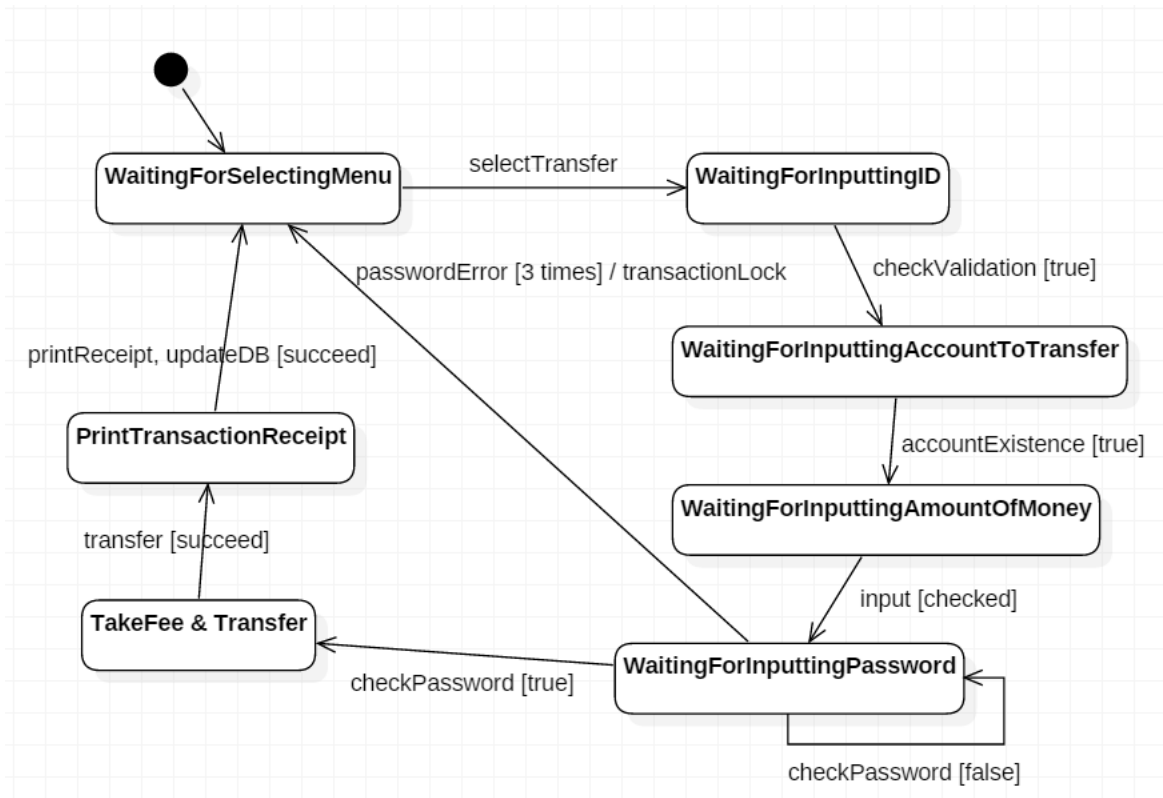 WaitingForSelectingMenu
selectTransfer
WaitingForInputtingID
passwordError [3 times] / transactionLock
checkValidation [true]
printReceipt, updateDB [succeed]
WaitingForInputtingAccountToTransfer
PrintTransactionReceipt
accountExistence [true]
WaitingForInputtingAmountOfMoney
transfer [succeed]
input [checked]
TakeFee & Transfer
WaitingForInputtingPassword
checkPassword [true]
checkPassword [false]